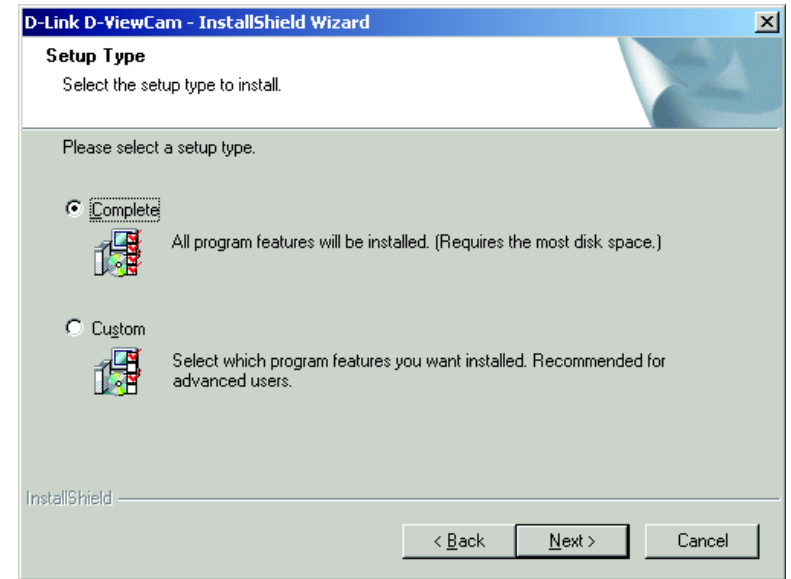 D-Link D-ViewCam - InstallShield Wizard
Setup Type
Select the setup type to install.
Please select a setup type.
Complete
All program features will be installed. (Requires the most disk space.)
Custom
Select which program features you want installed. Recommended for
advanced users.
InstallShield
< Back
Next >
Cancel